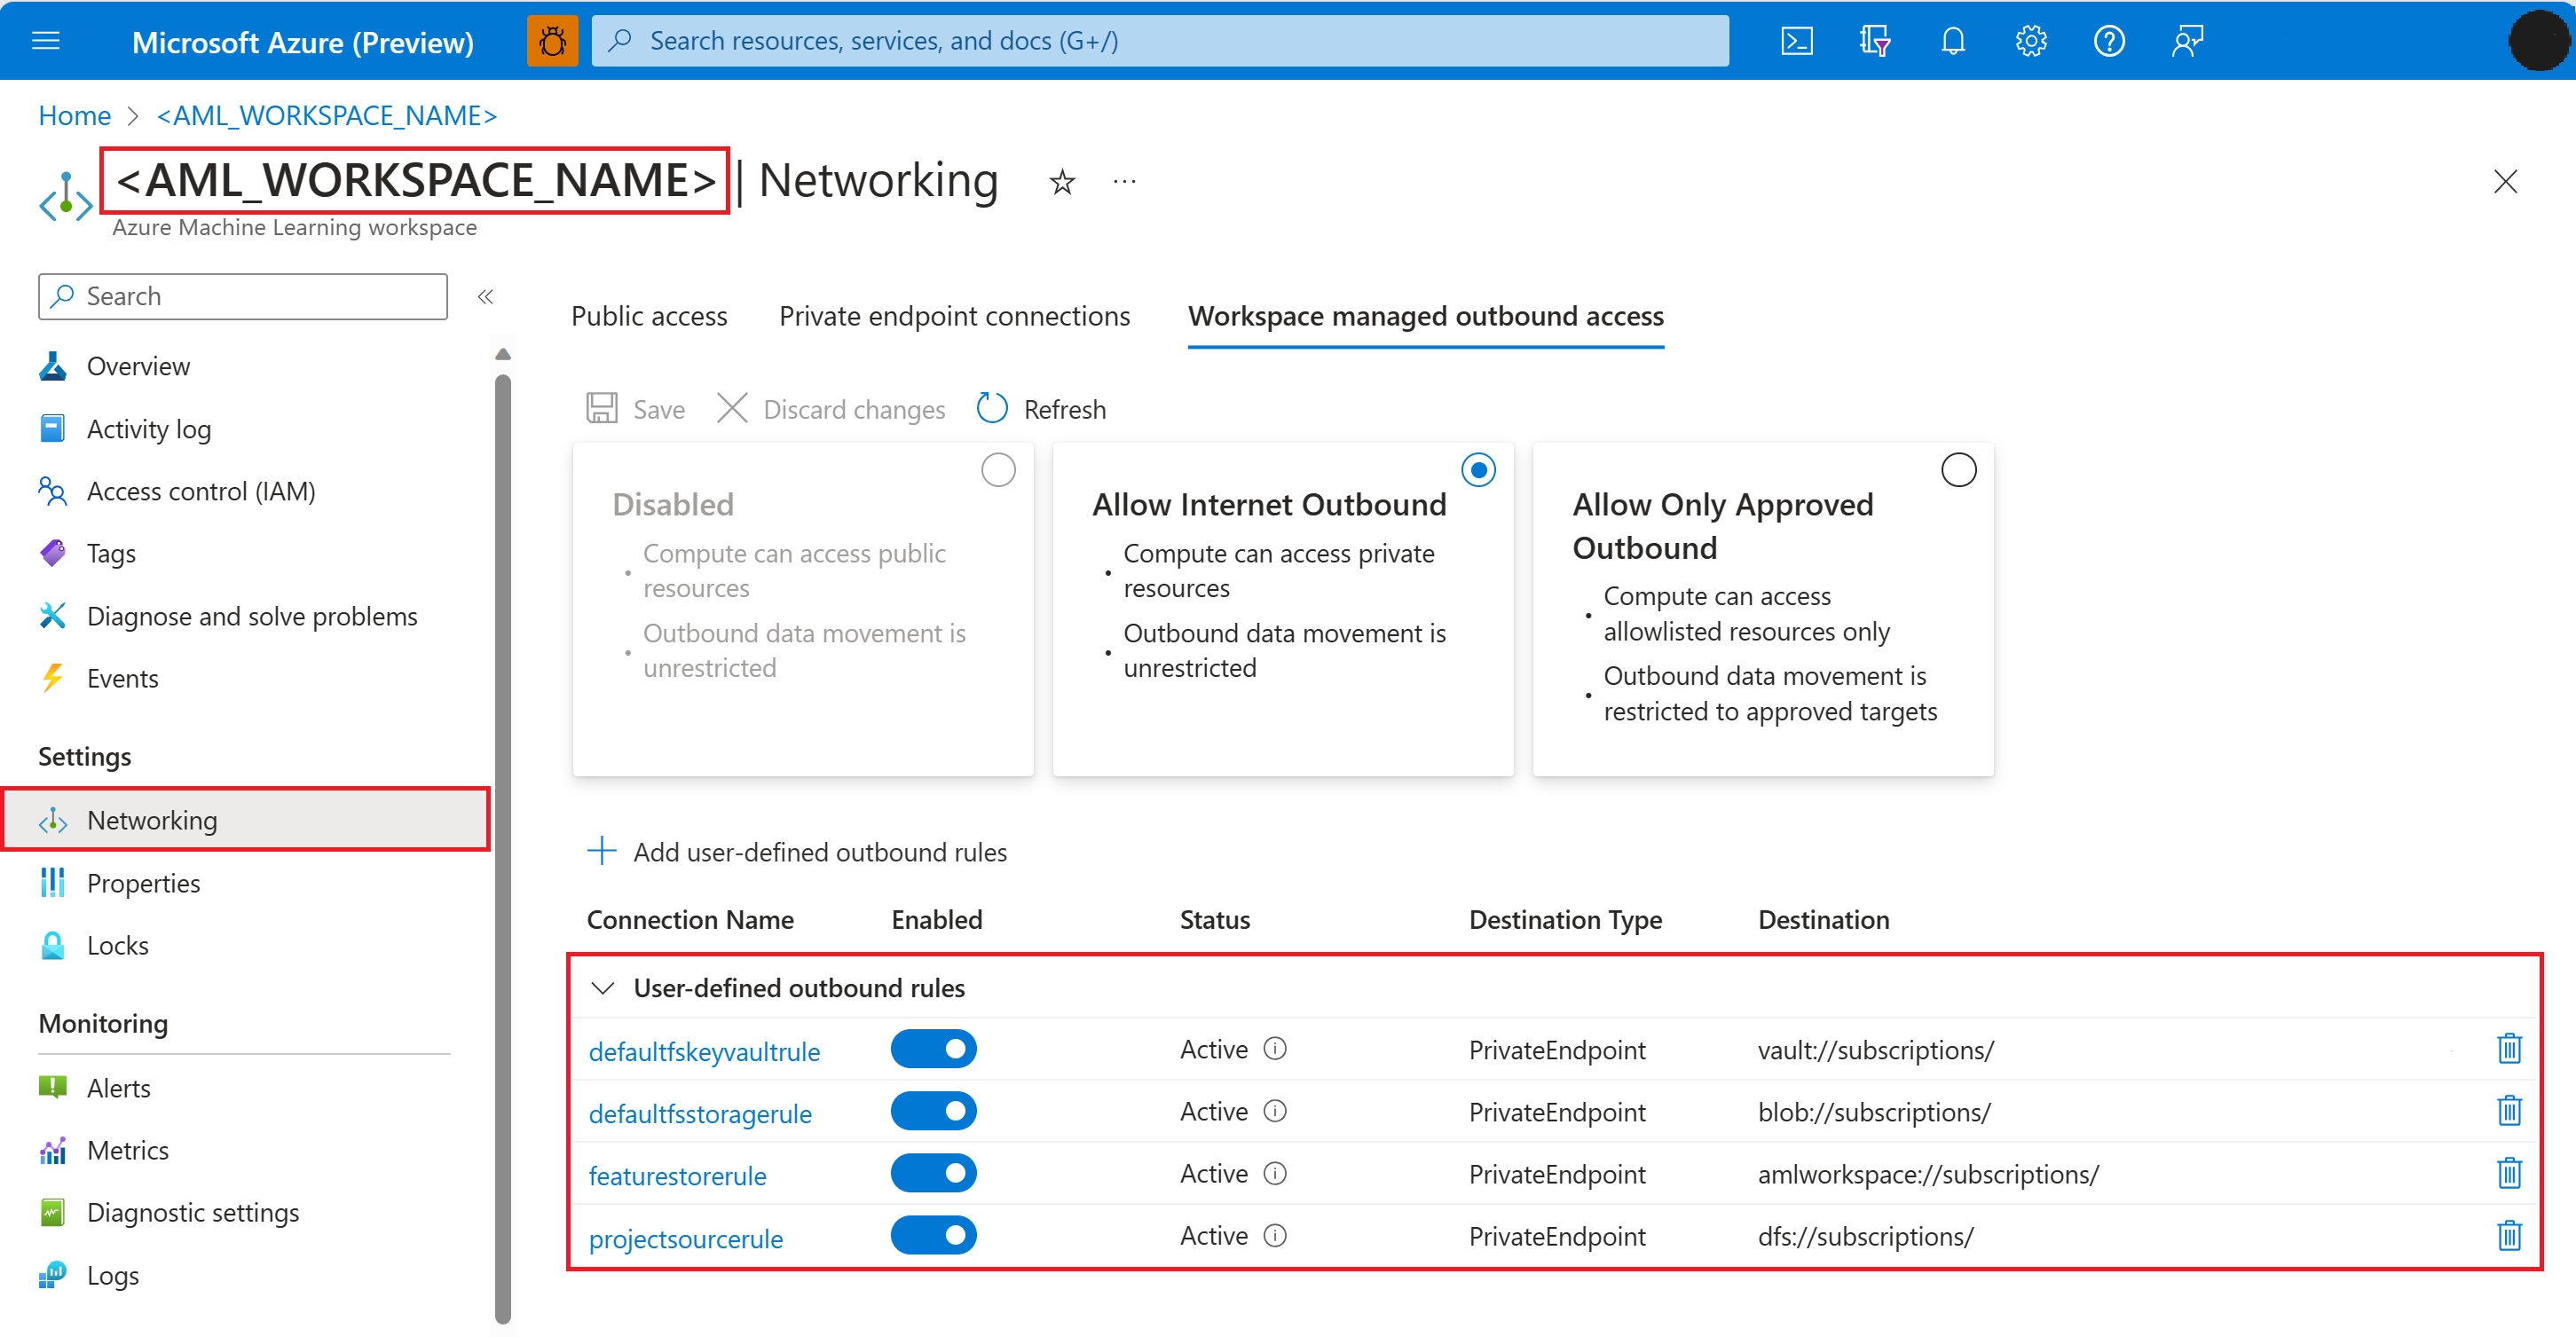 Microsoft Azure (Preview)
Search resources, services, and docs (G+/)
Home > <AML_WORKSPACE_NAME>
<AML_WORKSPACE_NAME> | Networking
Azure Machine Learning workspace
Search
Overview
Activity log
Access control (IAM)
Tags
Diagnose and solve problems
Events
Settings
Networking
Properties
Locks
Monitoring
Alerts
Metrics
Diagnostic settings
Logs
Public access Private endpoint connections Workspace managed outbound access
Save Discard changes Refresh
Disabled
• Compute can access public
resources
• Outbound data movement is
unrestricted
Allow Internet Outbound
• Compute can access private
resources
• Outbound data movement is
unrestricted
Allow Only Approved
Outbound
• Compute can access
allowlisted resources only
• Outbound data movement is
restricted to approved targets
Add user-defined outbound rules
Connection Name Enabled Status Destination Type Destination
User-defined outbound rules
defaultfskeyvaultrule Active PrivateEndpoint vault://subscriptions/
defaultfsstoragerule Active PrivateEndpoint blob://subscriptions/
featurestorerule Active PrivateEndpoint amlworkspace://subscriptions/
projectsourcerule Active PrivateEndpoint dfs://subscriptions/